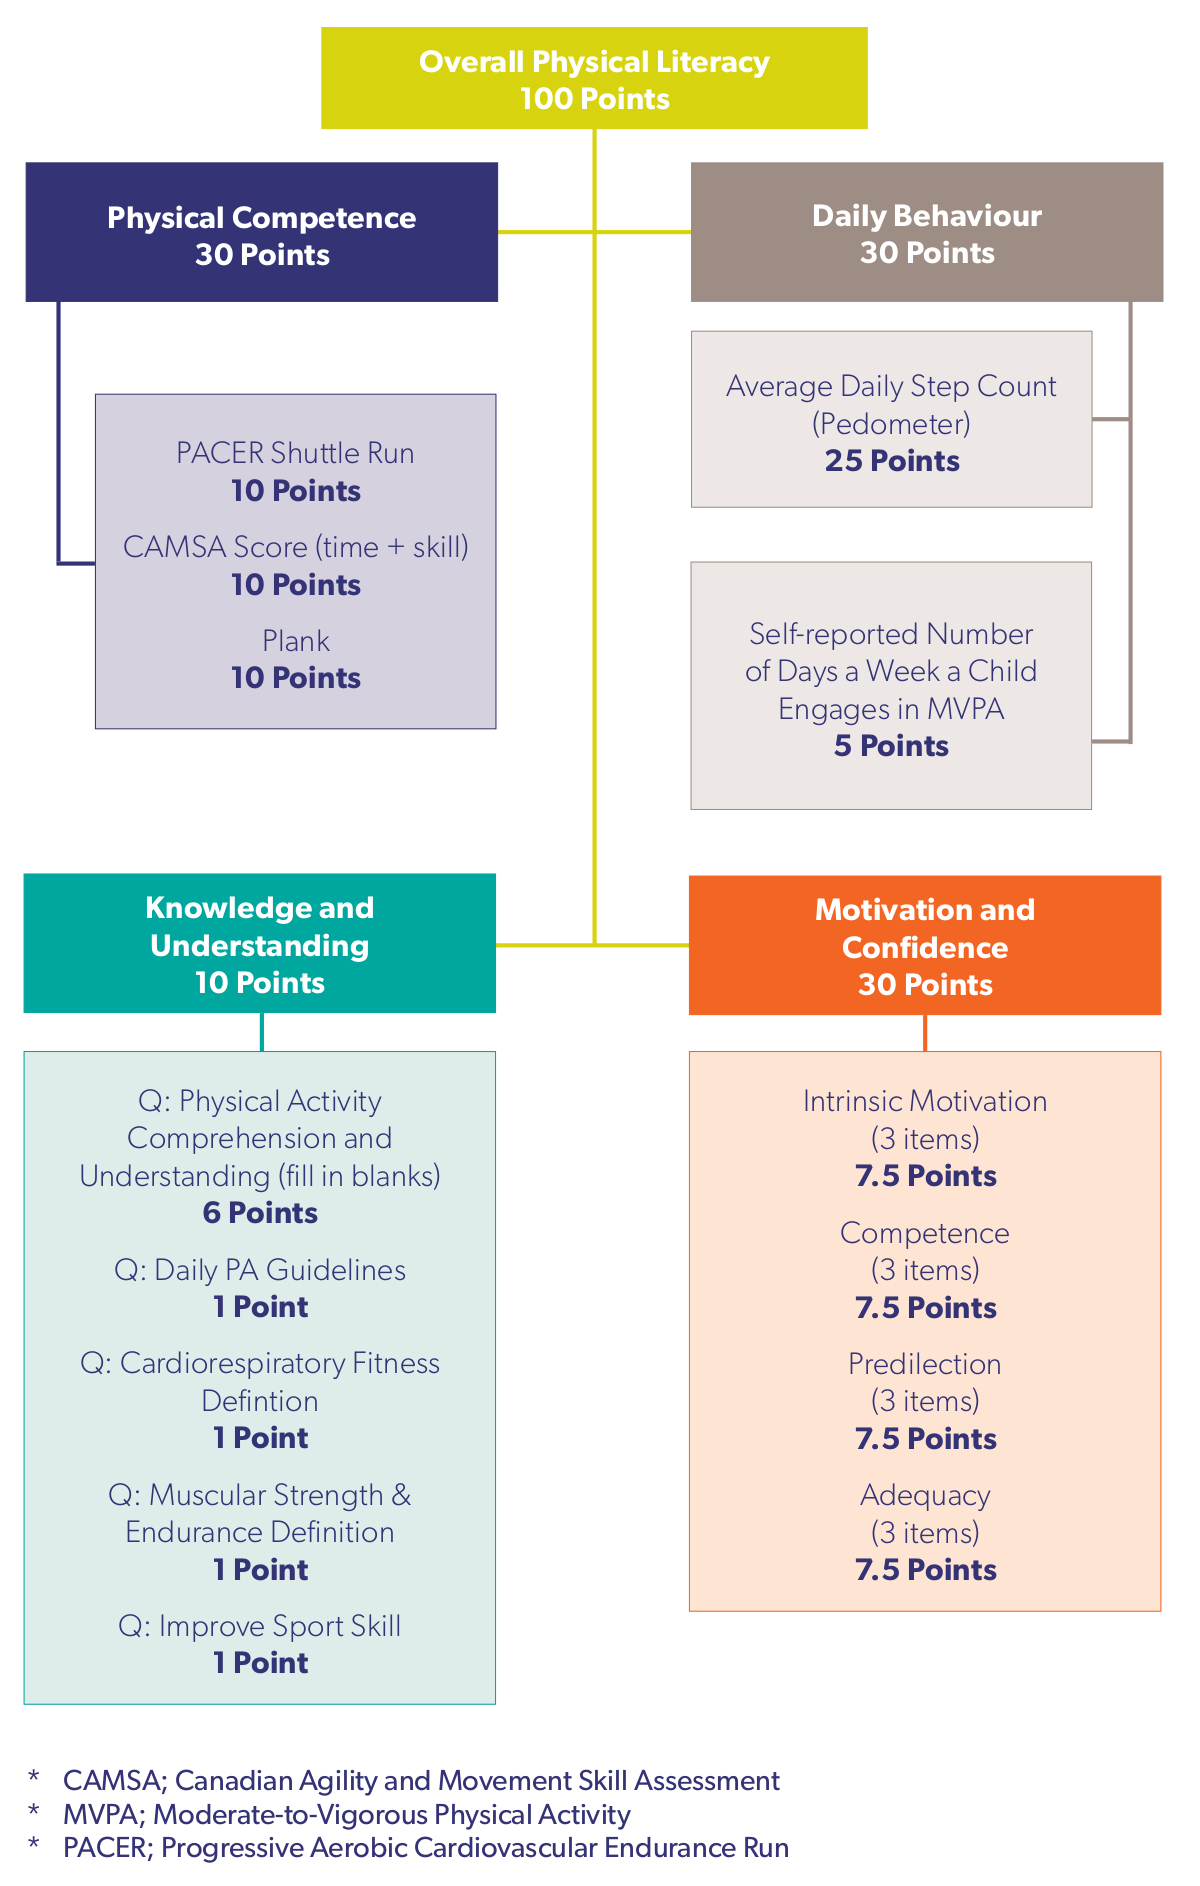 Overall Physical Literacy
100 Points
Physical Competence
30 Points
PACER Shuttle Run
10 Points
CAMSA Score (time + skill)
10 Points
Plank
10 Points
Daily Behaviour
30 Points
Average Daily Step Count
(Pedometer)
25 Points
Self-reported Number
of Days a Week a Child
Engages in MVPA
5 Points
Knowledge and
Understanding
10 Points
Q: Physical Activity
Comprehension and
Understanding (fill in blanks)
6 Points
Q: Daily PA Guidelines
1 Point
Q: Cardiorespiratory Fitness
Defintion
1 Point
Q: Muscular Strength &
Endurance Definition
1 Point
Q: Improve Sport Skill
1 Point
Motivation and
Confidence
30 Points
Intrinsic Motivation
(3 items)
7.5 Points
Competence
(3 items)
7.5 Points
Predilection
(3 items)
7.5 Points
Adequacy
(3 items)
7.5 Points
* CAMSA; Canadian Agility and Movement Skill Assessment
* MVPA; Moderate-to-Vigorous Physical Activity
* PACER; Progressive Aerobic Cardiovascular Endurance Run